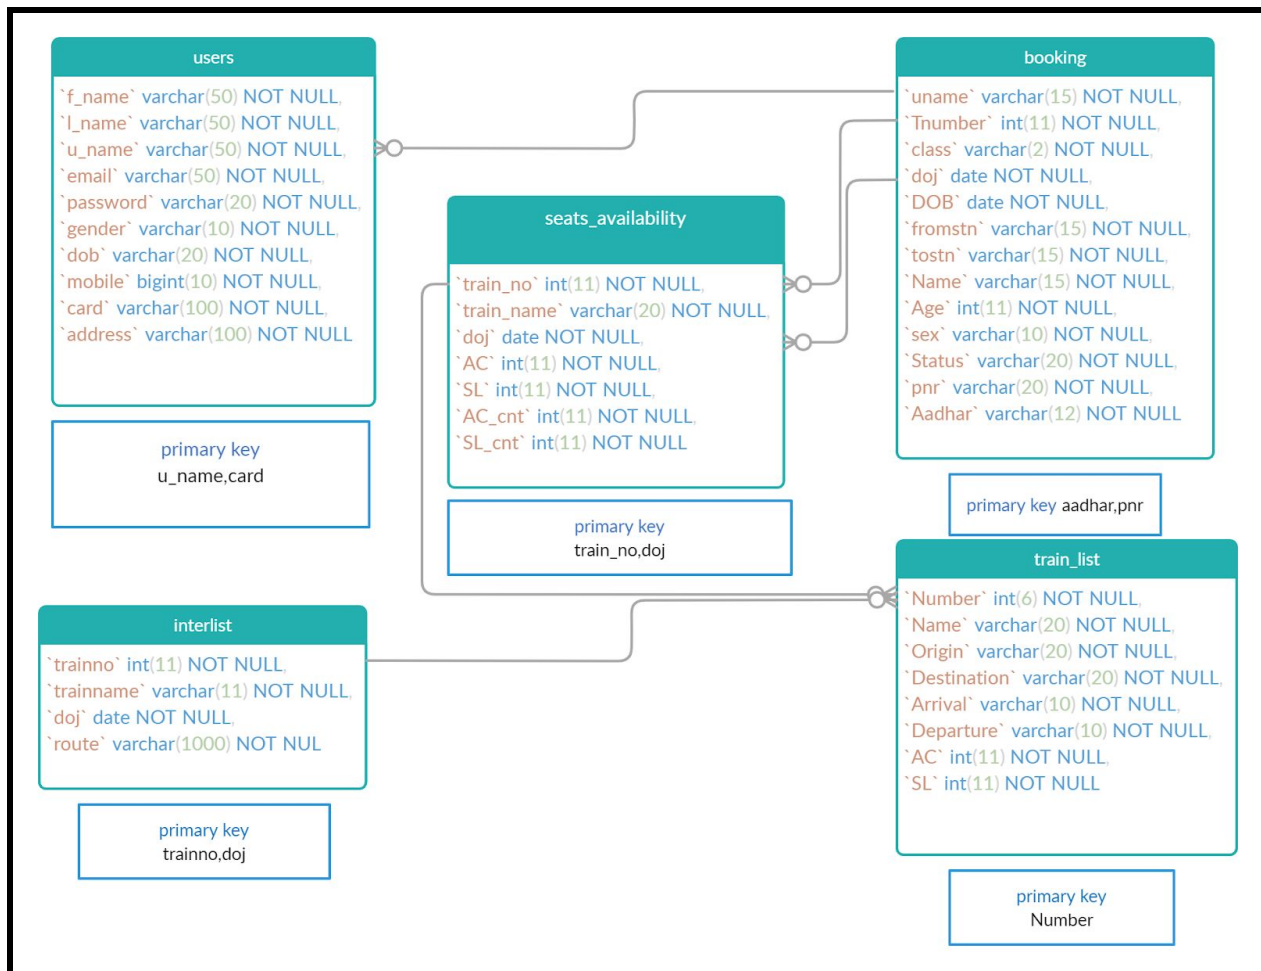 users
`f_name` varchar(50) NOT NULL,
`l_name` varchar(50) NOT NULL,
`u_name` varchar(50) NOT NULL,
`email` varchar(50) NOT NULL,
`password` varchar(20) NOT NULL,
`gender` varchar(10) NOT NULL,
`dob` varchar(20) NOT NULL,
`mobile` bigint(10) NOT NULL,
`card` varchar(100) NOT NULL,
`address` varchar(100) NOT NULL
primary key
u_name,card
seats_availability
`train_no` int(11) NOT NULL,
`train_name` varchar(20) NOT NULL,
`doj` date NOT NULL,
`AC` int(11) NOT NULL,
`SL` int(11) NOT NULL,
`AC_cnt` int(11) NOT NULL,
`SL_cnt` int(11) NOT NULL
primary key
train_no,doj
booking
`uname` varchar(15) NOT NULL,
`Tnumber` int(11) NOT NULL,
`class` varchar(2) NOT NULL,
`doj` date NOT NULL,
`DOB` date NOT NULL,
`fromstn` varchar(15) NOT NULL,
`tostn` varchar(15) NOT NULL,
`Name` varchar(15) NOT NULL,
`Age` int(11) NOT NULL,
`sex` varchar(10) NOT NULL,
`Status` varchar(20) NOT NULL,
`pnr` varchar(20) NOT NULL,
`Aadhar` varchar(12) NOT NULL
primary key aadhar,pnr
interlist
`trainno` int(11) NOT NULL,
`trainname` varchar(11) NOT NULL,
`doj` date NOT NULL,
`route` varchar(1000) NOT NUL
primary key
trainno,doj
train_list
`Number` int(6) NOT NULL,
`Name` varchar(20) NOT NULL,
`Origin` varchar(20) NOT NULL,
`Destination` varchar(20) NOT NULL,
`Arrival` varchar(10) NOT NULL,
`Departure` varchar(10) NOT NULL,
`AC` int(11) NOT NULL,
`SL` int(11) NOT NULL
primary key
Number